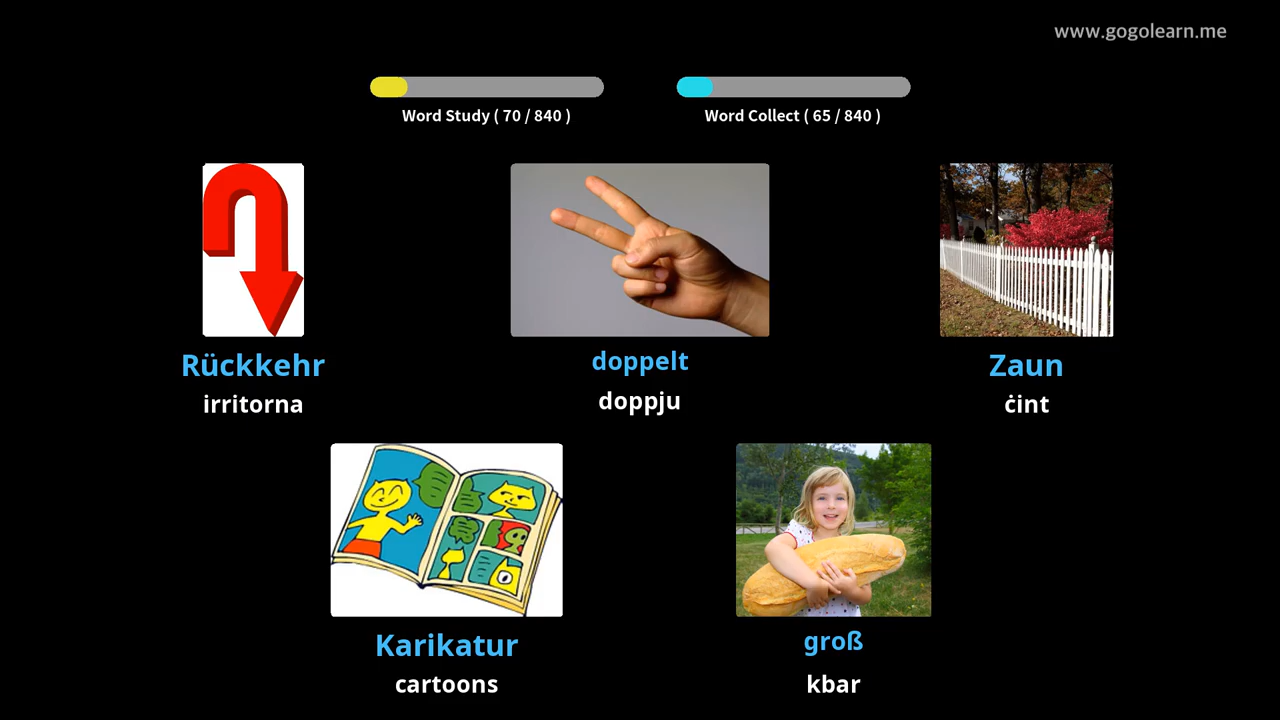 www.gogolearn.me
Word Study ( 70 / 840 )
Word Collect ( 65 / 840 )
Rückkehr
irritorna
doppelt
doppju
Zaun
ċint
Karikatur
cartoons
groß
kbar